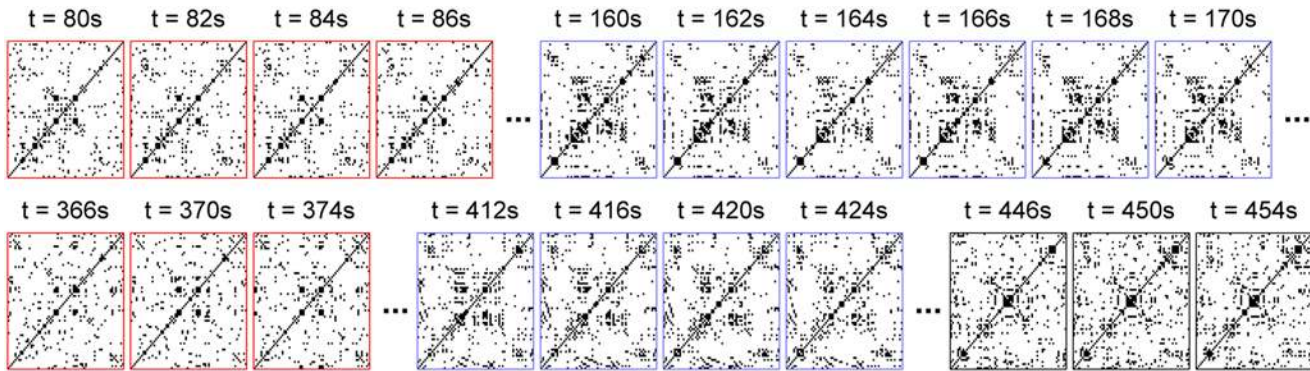 t = 80s t = 82s t = 84s t = 86s t = 160s t = 162s t = 164s t = 166s t = 168s t = 170s
... ...
t = 366s t = 370s t = 374s t = 412s t = 416s t = 420s t = 424s t = 446s t = 450s t = 454s
... ...